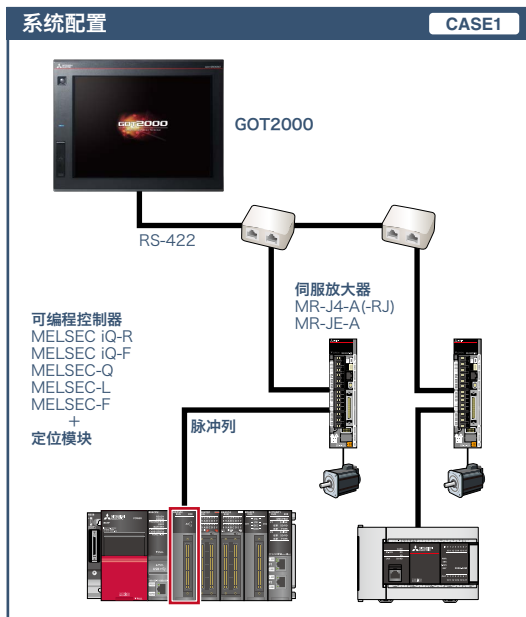 系统配置
CASE1
GOT2000
GOT2000
RS-422
伺服放大器
MR-J4-A(-RJ)
MR-JE-A
可编程控制器
MELSEC iQ-R
MELSEC iQ-F
MELSEC-Q
MELSEC-L
MELSEC-F
+
定位模块
脉冲列